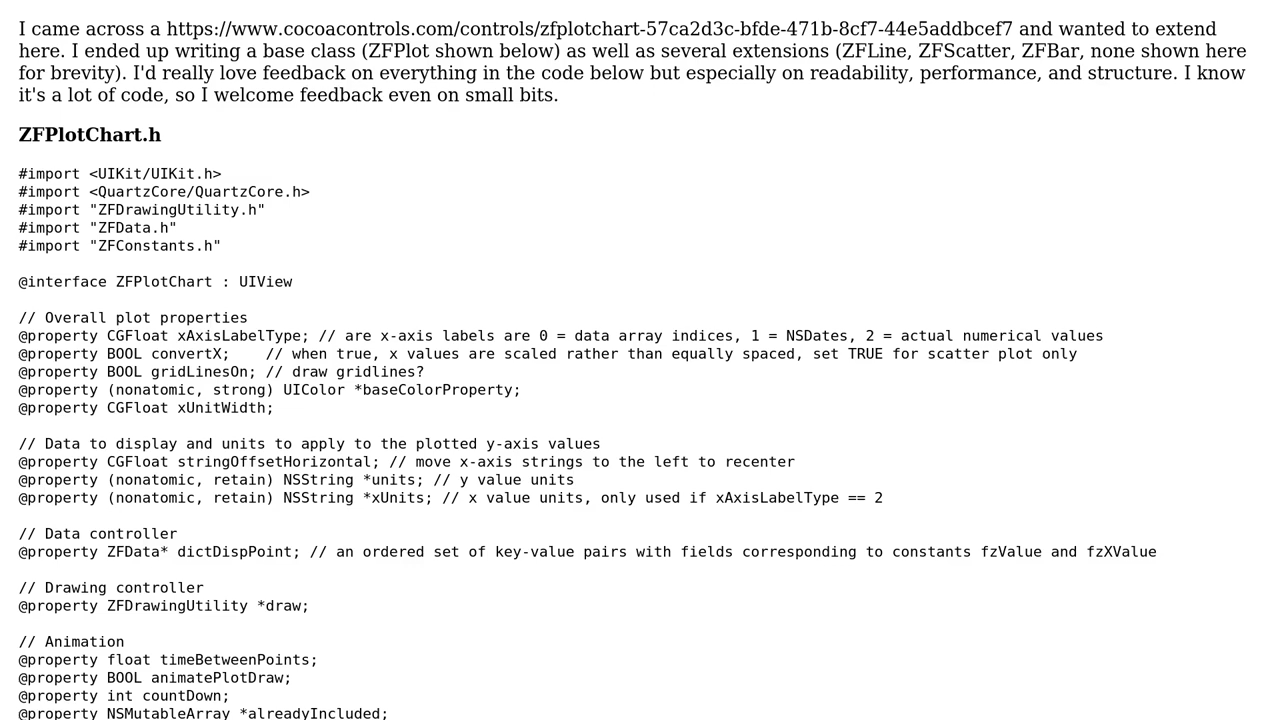 I came across a https://www.cocoacontrols.com/controls/zfplotchart-57ca2d3c-bfde-471b-8cf7-44e5addbcef7 and wanted to extend
here. I ended up writing a base class (ZFPlot shown below) as well as several extensions (ZFLine, ZFScatter, ZFBar, none shown here
for brevity). I'd really love feedback on everything in the code below but especially on readability, performance, and structure. I know
it's a lot of code, so I welcome feedback even on small bits.
ZFPlotChart.h
#import <UIKit/UIKit.h>
#import <QuartzCore/QuartzCore.h>
#import "ZFDrawingUtility.h"
#import "ZFData.h"
#import "ZFConstants.h"
@interface ZFPlotChart : UIView
// Overall plot properties
@property CGFloat xAxisLabelType; // are x-axis labels are 0 = data array indices, 1 = NSDates, 2 = actual numerical values
@property BOOL convertX;    // when true, x values are scaled rather than equally spaced, set TRUE for scatter plot only
@property BOOL gridLinesOn; // draw gridlines?
@property (nonatomic, strong) UIColor *baseColorProperty;
@property CGFloat xUnitWidth;
// Data to display and units to apply to the plotted y-axis values
@property CGFloat stringOffsetHorizontal; // move x-axis strings to the left to recenter
@property (nonatomic, retain) NSString *units; // y value units
@property (nonatomic, retain) NSString *xUnits; // x value units, only used if xAxisLabelType == 2
// Data controller
@property ZFData* dictDispPoint; // an ordered set of key-value pairs with fields corresponding to constants fzValue and fzXValue
// Drawing controller
@property ZFDrawingUtility *draw;
// Animation
@property float timeBetweenPoints;
@property BOOL animatePlotDraw;
@property int countDown;
@property NSMutableArray *alreadyIncluded;